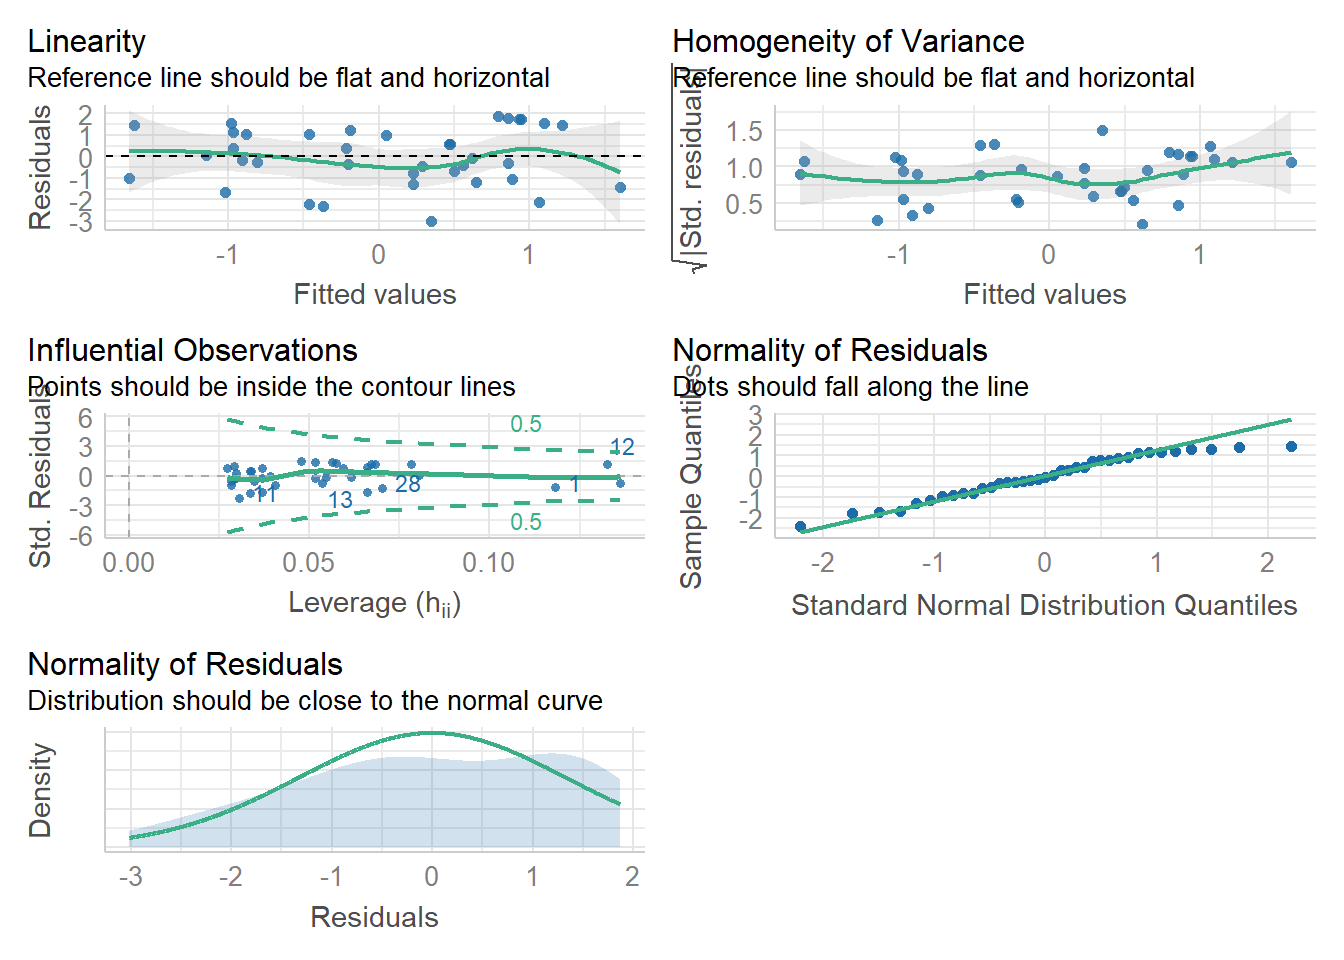 Linearity
Reference line should be flat and horizontal
Residuals
2
1
0
-1
-2
-3
-1
0
1
Fitted values
Homogeneity of Variance
Reference line should be flat and horizontal
√|Std. residuals|
1.5
1.0
0.5
-1
0
1
Fitted values
Influential Observations
Points should be inside the contour lines
Std. Residuals
6
3
0
-3
-6
0.5
12
11
13
28
1
0.5
0.00
0.05
0.10
Leverage (hii)
Normality of Residuals
Dots should fall along the line
Sample Quantiles
3
2
1
0
-1
-2
-2
-1
0
1
2
Standard Normal Distribution Quantiles
Normality of Residuals
Distribution should be close to the normal curve
Density
-3
-2
-1
0
1
2
Residuals